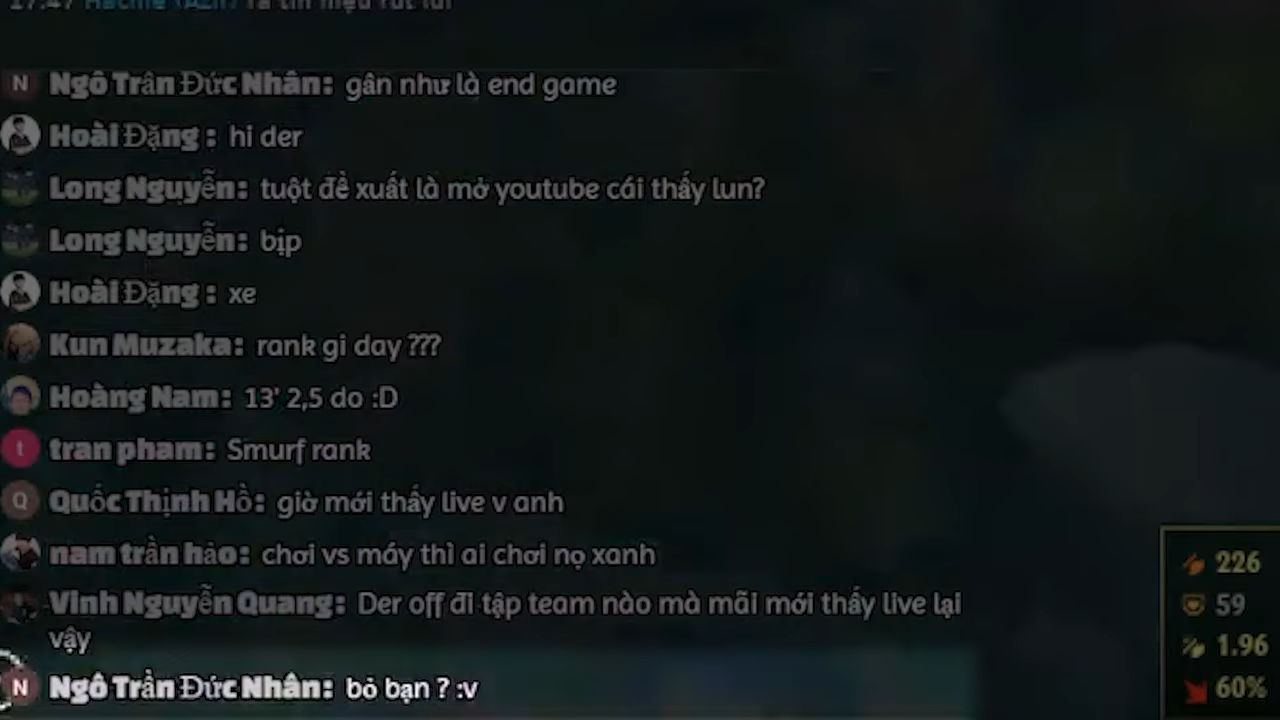 Ngô Trần Đức Nhân: gần như là end game
Hoài Đặng : hi der
Long Nguyễn: tuột đề xuất là mở youtube cái thấy lun?
Long Nguyễn: bịp
Hoài Đặng : xe
Kun Muzaka: rank gi day ???
Hoàng Nam: 13' 2,5 do :D
tran pham: Smurf rank
Quốc Thịnh Hồ: giờ mới thấy live v anh
nam trần hảo: chơi vs máy thì ai chơi nọ xanh
Vinh Nguyễn Quang: Der off đi tập team nào mà mãi mới thấy live lại
vậy
Ngô Trần Đức Nhân: bỏ bạn ? :v
226
59
1.96
60%